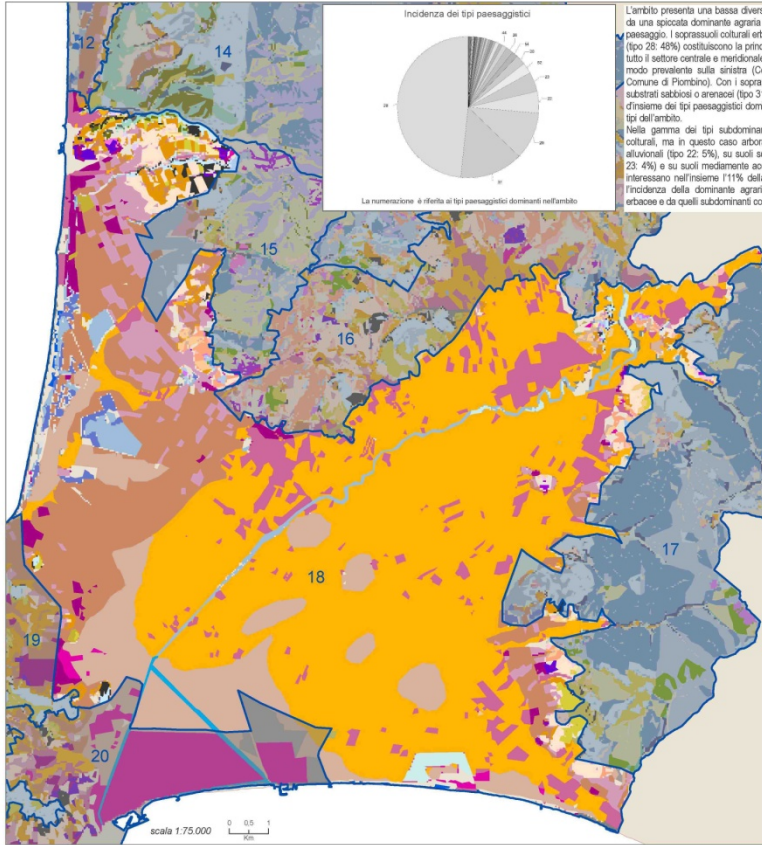 Incidenza dei tipi paesaggistici
La numerazione è riferita ai tipi paesaggistici dominanti nell'ambito
L'ambito presenta una bassa divers
da una spiccata dominante agraria
paesaggio. I soprassuoli colturali erb
(tipo 28: 48%) costituiscono la princ
tutto il settore centrale e meridionale
modo prevalente sulla sinistra (Co
Comune di Piombino). Con i sopra
substrati sabbiosi o arenacei (tipo 31
d'insieme dei tipi paesaggistici dom
tipi dell'ambito.
Nella gamma dei tipi subdominan
colturali, ma in questo caso arbor
alluvionali (tipo 22: 5%), su suoli sc
23: 4%) e su suoli mediamente ac
interessano nell'insieme l'11% della
l'incidenza della dominante agrari
erbacee e da quelli subdominanti co
12
14
15
16
17
18
19
20
scala 1:75.000
0 0,5 1
Km